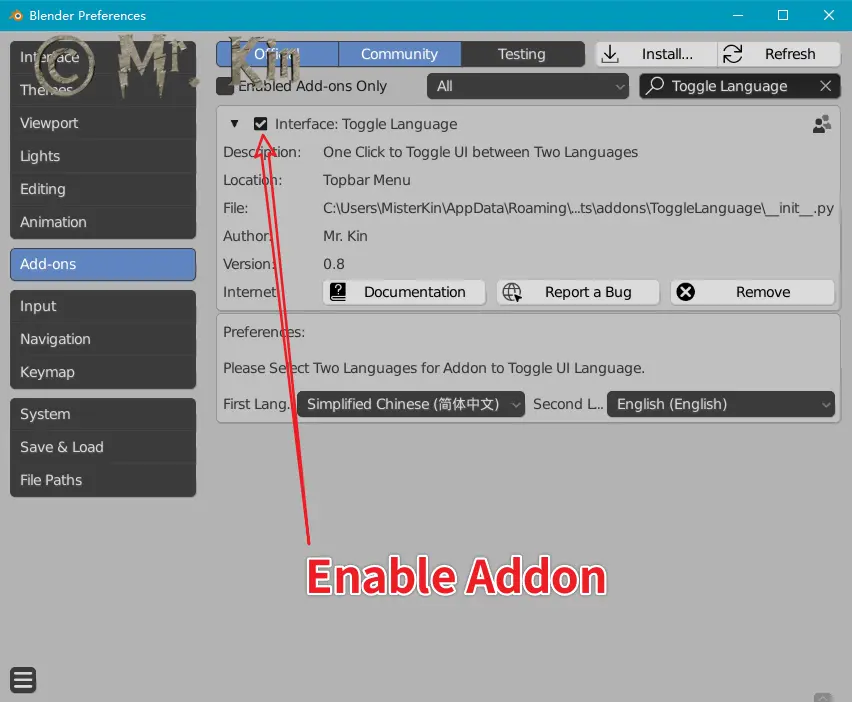 Blender Preferences
© Mr. Kin
Interface
Themes
Viewport
Lights
Editing
Animation
Add-ons
Input
Navigation
Keymap
System
Save & Load
File Paths
Official Community Testing Install... Refresh
Enabled Add-ons Only All Toggle Language
Interface: Toggle Language
Description: One Click to Toggle UI between Two Languages
Location: Topbar Menu
File: C:\Users\MisterKin\AppData\Roaming\...ts\addons\ToggleLanguage\__init__.py
Author: Mr. Kin
Version: 0.8
Internet: Documentation Report a Bug Remove
Preferences:
Please Select Two Languages for Addon to Toggle UI Language.
First Lang... Simplified Chinese (简体中文) Second L... English (English)
Enable Addon